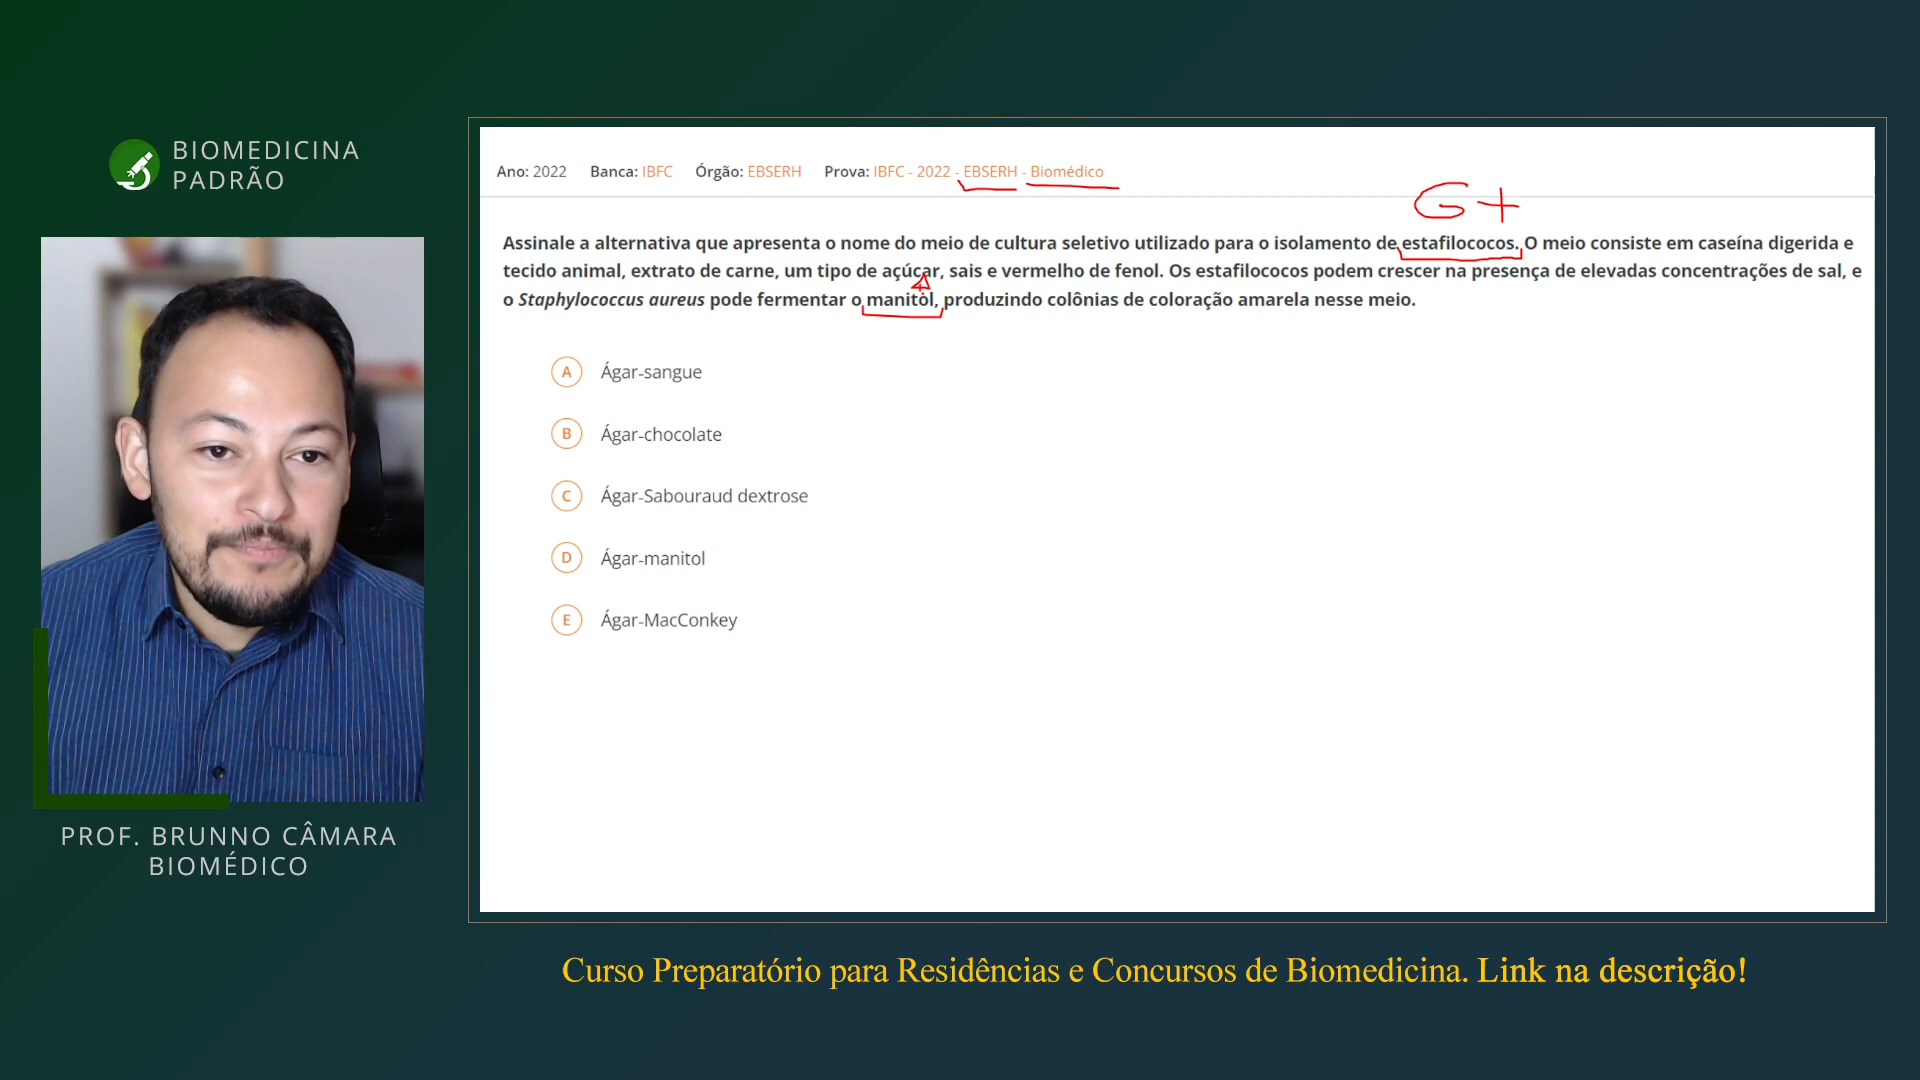 BIOMEDICINA
PADRÃO
Ano: 2022 Banca: IBFC Órgão: EBSERH Prova: IBFC - 2022 - EBSERH - Biomédico
G+
Assinale a alternativa que apresenta o nome do meio de cultura seletivo utilizado para o isolamento de estafilococos. O meio consiste em caseína digerida e
tecido animal, extrato de carne, um tipo de açúcar, sais e vermelho de fenol. Os estafilococos podem crescer na presença de elevadas concentrações de sal, e
o Staphylococcus aureus pode fermentar o manitol, produzindo colônias de coloração amarela nesse meio.
A Ágar-sangue
B Ágar-chocolate
C Ágar-Sabouraud dextrose
D Ágar-manitol
E Ágar-MacConkey
PROF. BRUNNO CÂMARA
BIOMÉDICO
Curso Preparatório para Residências e Concursos de Biomedicina. Link na descrição!